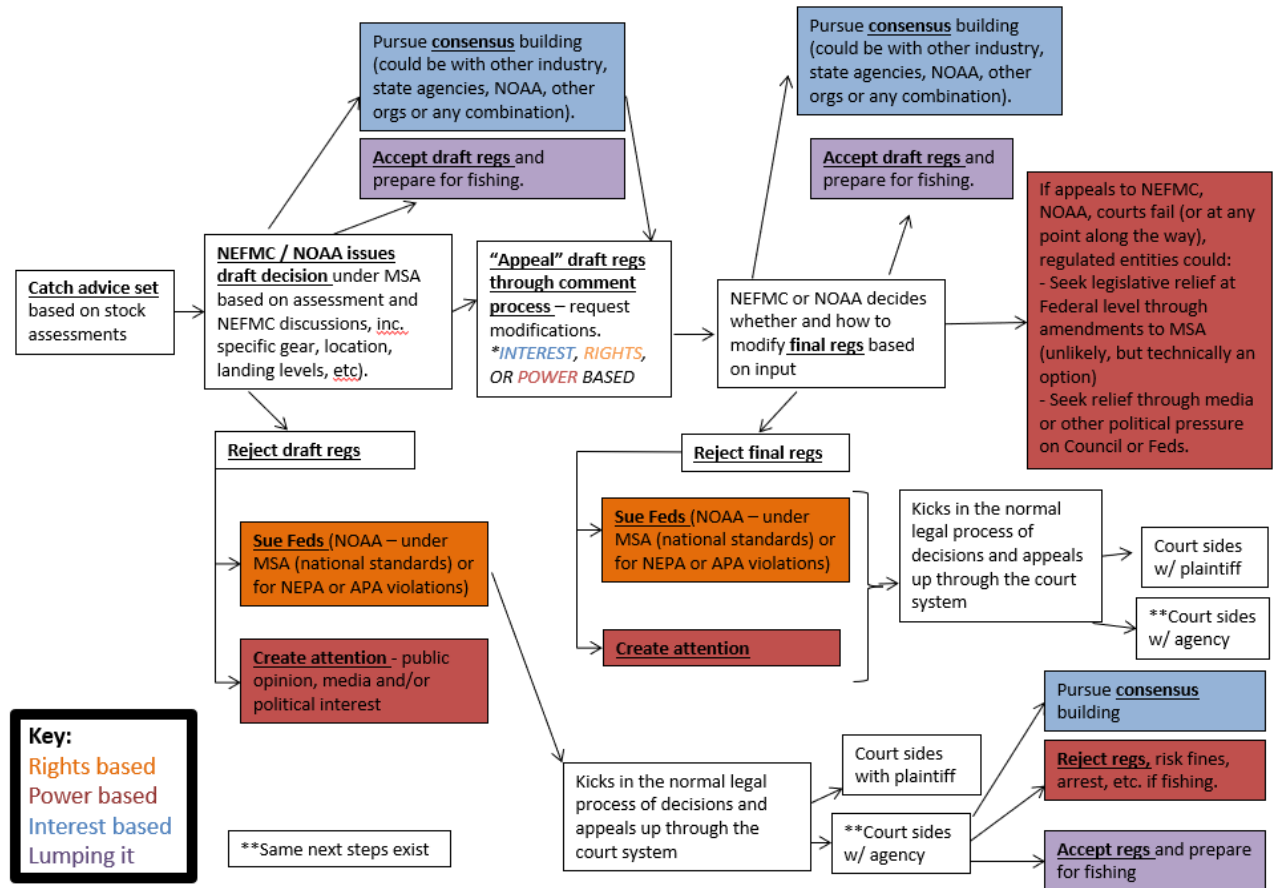 Pursue consensus building
(could be with other industry,
state agencies, NOAA, other
orgs or any combination).
Accept draft regs and
prepare for fishing.
Pursue consensus building
(could be with other industry,
state agencies, NOAA, other
orgs or any combination).
Accept draft regs and
prepare for fishing.
Catch advice set
based on stock
assessments
NEFMC / NOAA issues
draft decision under MSA
based on assessment and
NEFMC discussions, inc.
specific gear, location,
landing levels, etc).
“Appeal” draft regs
through comment
process – request
modifications.
*INTEREST, RIGHTS,
OR POWER BASED
NEFMC or NOAA decides
whether and how to
modify final regs based
on input
If appeals to NEFMC,
NOAA, courts fail (or at any
point along the way),
regulated entities could:
- Seek legislative relief at
Federal level through
amendments to MSA
(unlikely, but technically an
option)
- Seek relief through media
or other political pressure
on Council or Feds.
Reject draft regs
Sue Feds (NOAA – under
MSA (national standards) or
for NEPA or APA violations)
Create attention - public
opinion, media and/or
political interest
Reject final regs
Sue Feds (NOAA – under
MSA (national standards) or
for NEPA or APA violations)
Create attention
Kicks in the normal
legal process of
decisions and appeals
up through the court
system
Court sides
w/ plaintiff
**Court sides
w/ agency
Kicks in the normal legal
process of decisions and
appeals up through the
court system
Court sides
with plaintiff
**Court sides
w/ agency
Pursue consensus
building
Reject regs, risk fines,
arrest, etc. if fishing.
Accept regs and prepare
for fishing
Key:
Rights based
Power based
Interest based
Lumping it
**Same next steps exist